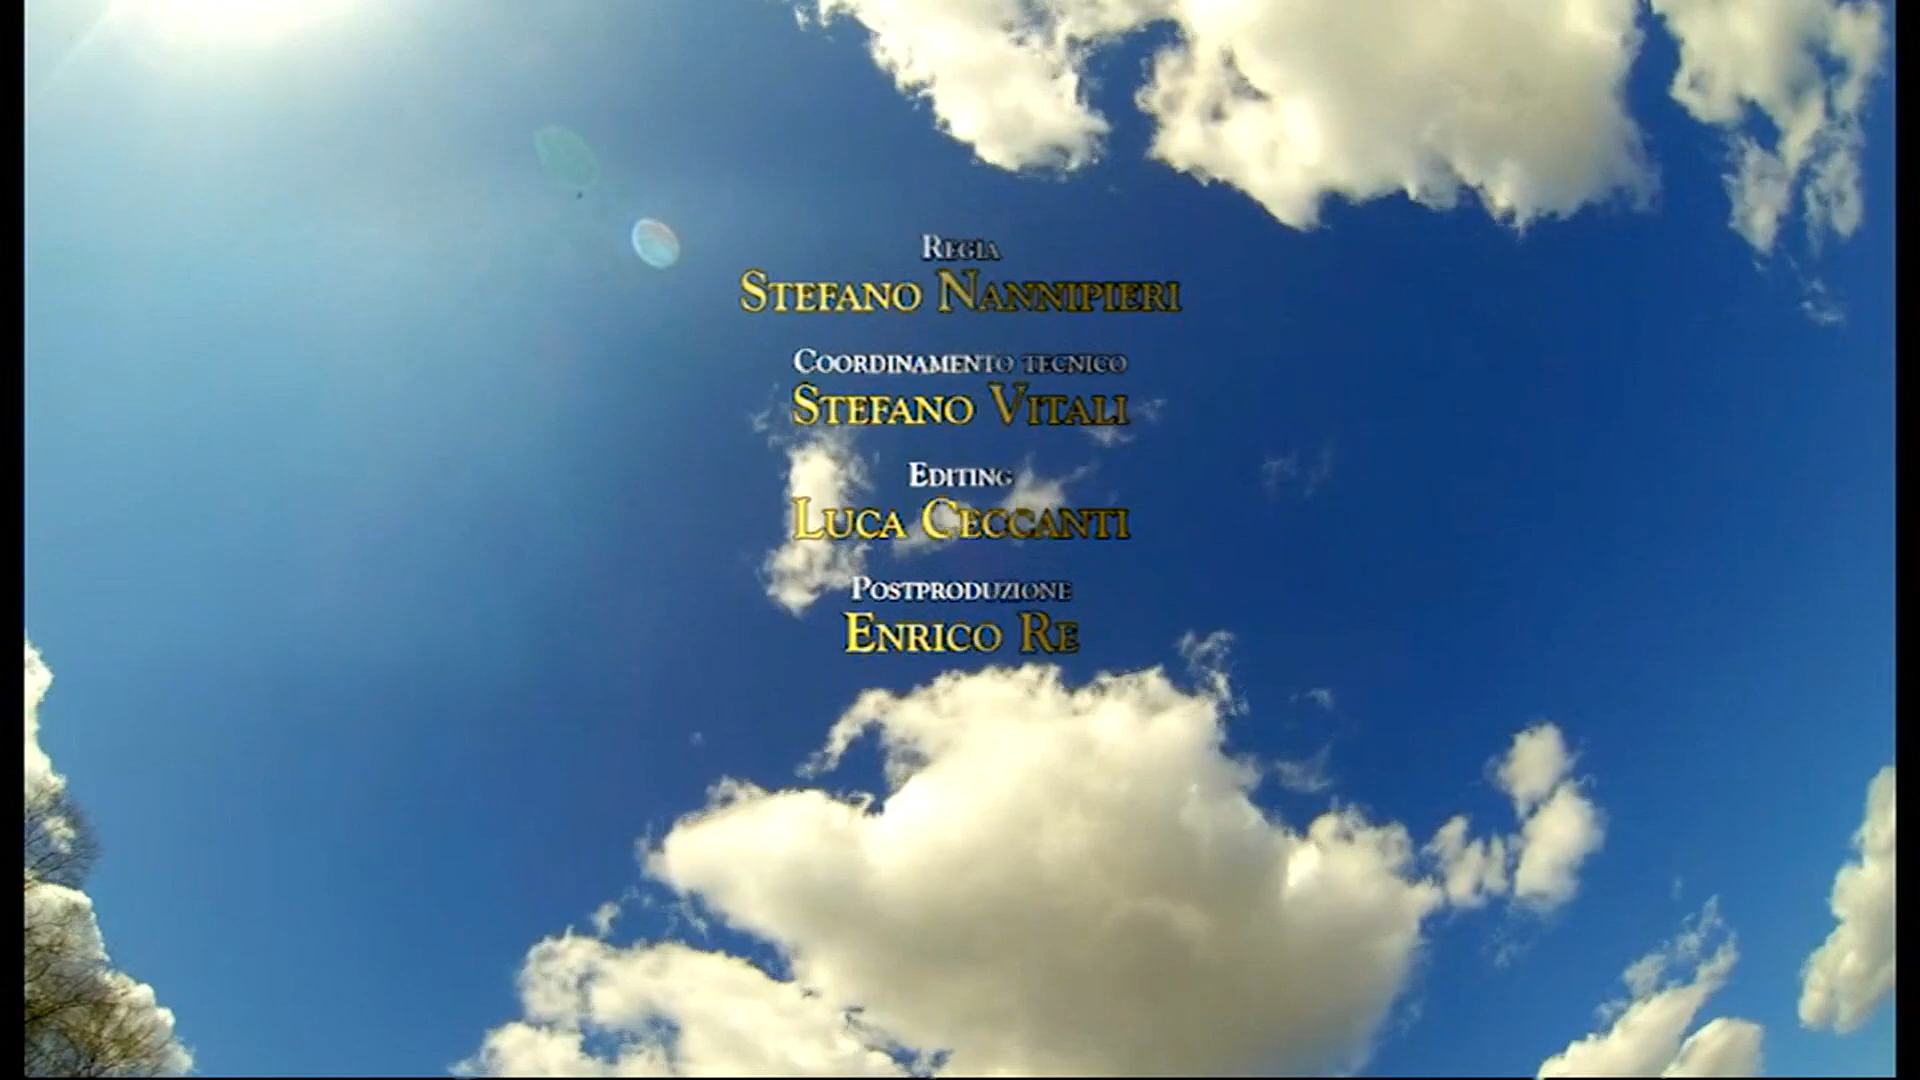 Regia
Stefano Nannipieri
Coordinamento tecnico
Stefano Vitali
Editing
Luca Ceccanti
Postproduzione
Enrico Re